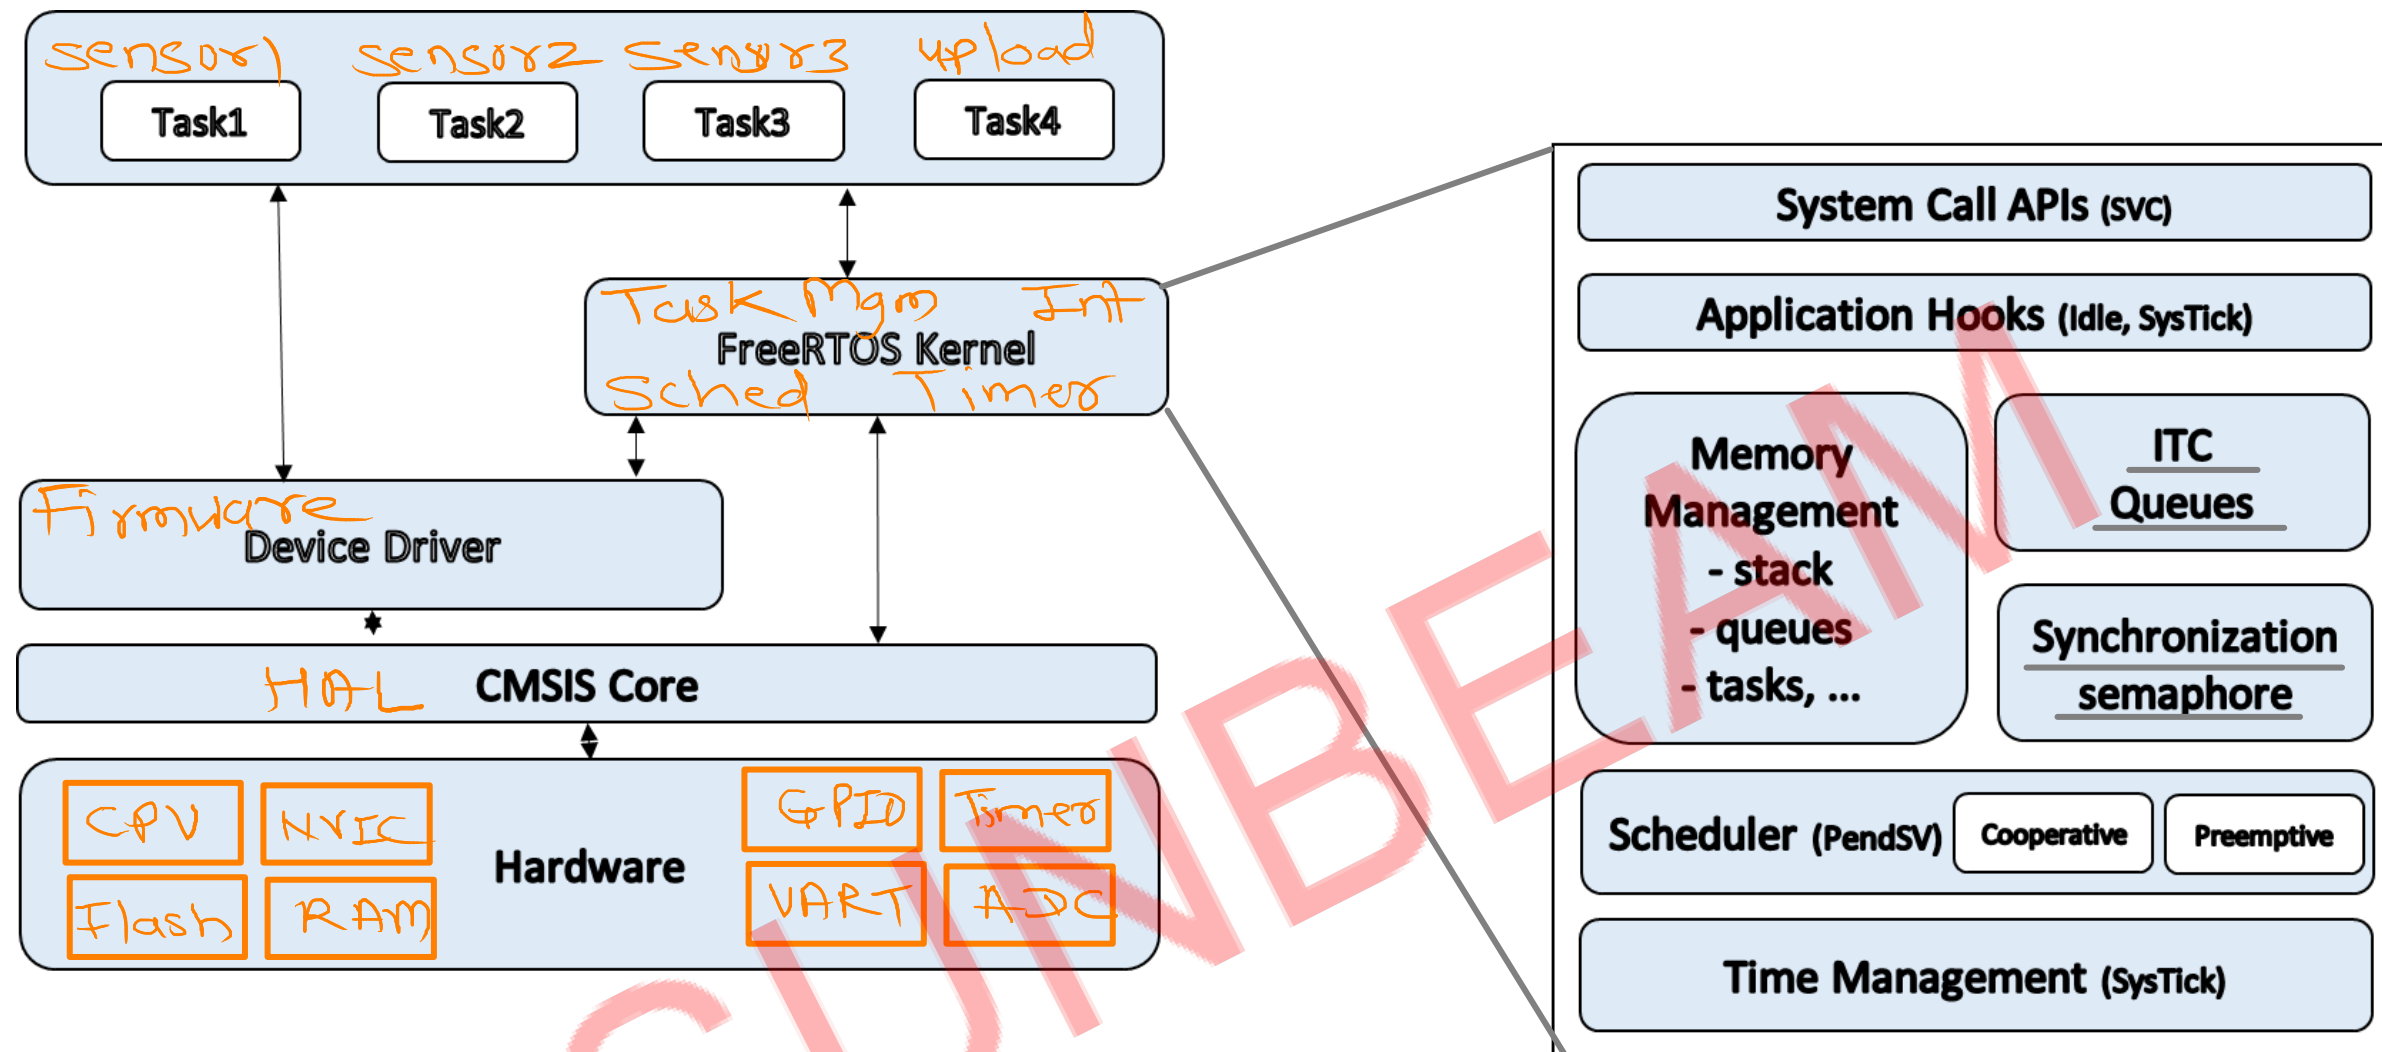 sensor1 sensor2 sensor3 upload
Task1 Task2 Task3 Task4
Task Mgm Int
FreeRTOS Kernel
Sched Timer
Firmware
Device Driver
HAL CMSIS Core
CPU NVIC GPIO Timer
Hardware
Flash RAM UART ADC
System Call APIs (SVC)
Application Hooks (Idle, SysTick)
Memory
Management
- stack
- queues
- tasks, ...
ITC
Queues
Synchronization
semaphore
Scheduler (PendSV) Cooperative Preemptive
Time Management (SysTick)
SUNBEAM